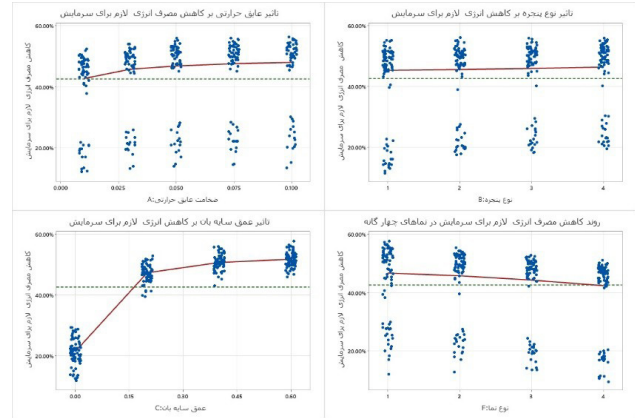 تاثیر عایق حرارتی بر کاهش مصرف انرژی لازم برای سرمایش
کاهش مصرف انرژی لازم برای سرمایش
60.00%
40.00%
20.00%
0.000
0.025
0.050
0.075
0.100
ضخامت عایق حرارتی:A
تاثیر نوع پنجره بر کاهش انرژی لازم برای سرمایش
کاهش مصرف انرژی لازم برای سرمایش
60.00%
40.00%
20.00%
1
2
3
4
نوع پنجره:B
تاثیر عمق سایه بان بر کاهش انرژی لازم برای سرمایش
کاهش مصرف انرژی لازم برای سرمایش
60.00%
40.00%
20.00%
0.00
0.20
0.40
0.60
عمق سایه بان:C
روند کاهش مصرف انرژی لازم برای سرمایش در نماهای چهار گانه
کاهش مصرف انرژی لازم برای سرمایش
60.00%
40.00%
20.00%
1
2
3
4
نوع نما:F